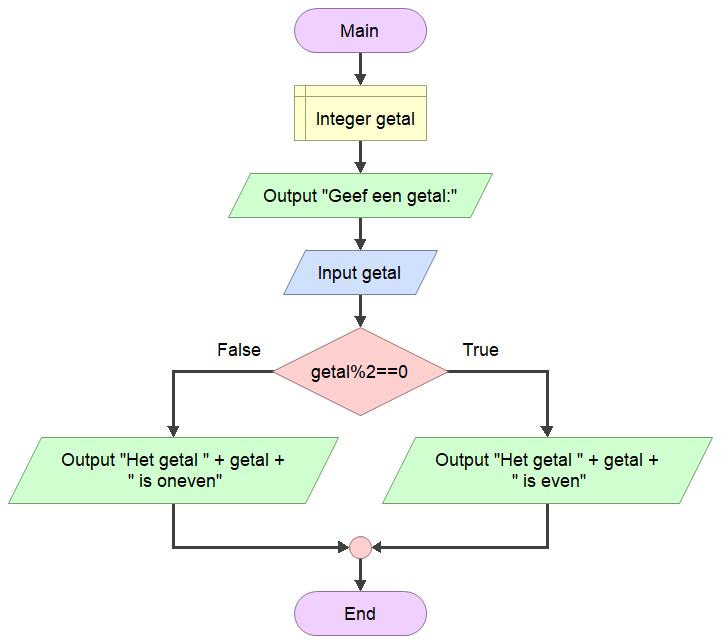 Main
Integer getal
Output "Geef een getal:"
Input getal
False
True
getal%2==0
Output "Het getal " + getal +
" is oneven"
Output "Het getal " + getal +
" is even"
End